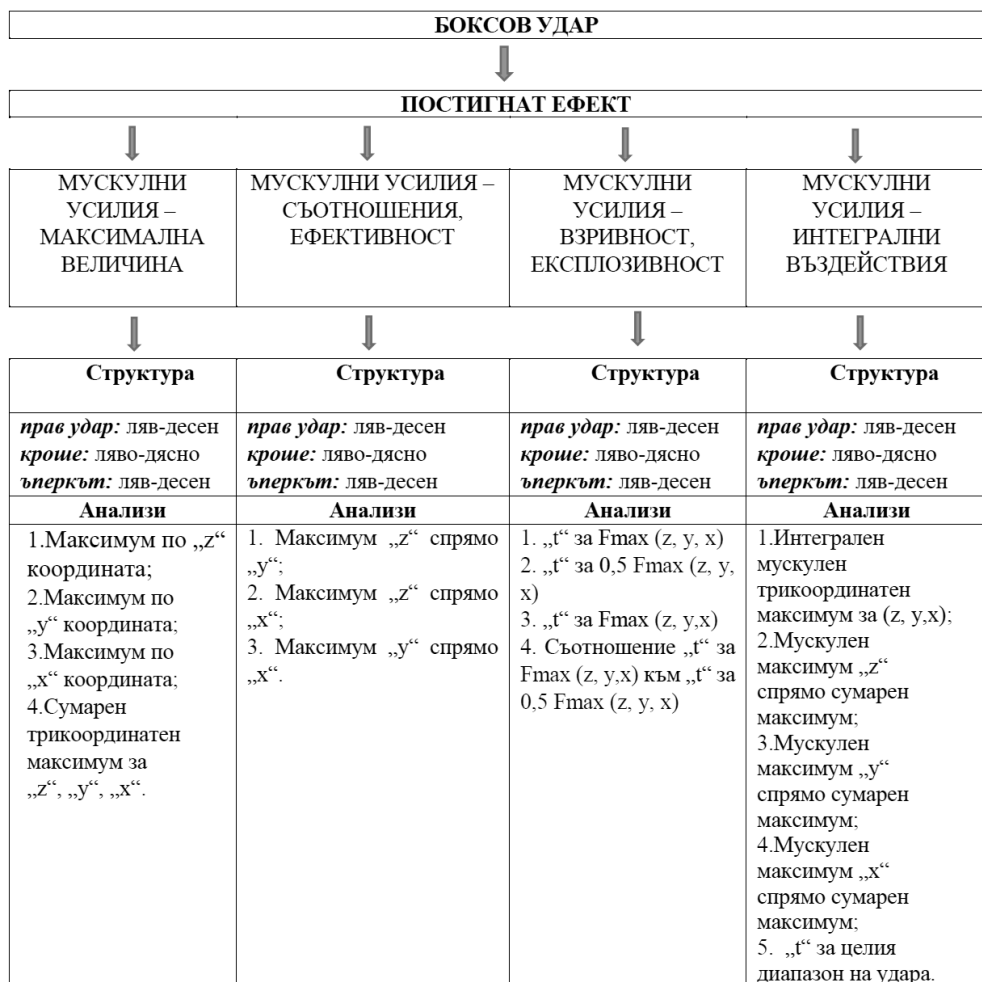 БОКСОВ УДАР
ПОСТИГНАТ ЕФЕКТ
МУСКУЛНИ
УСИЛИЯ –
МАКСИМАЛНА
ВЕЛИЧИНА
МУСКУЛНИ УСИЛИЯ –
СЪОТНОШЕНИЯ,
ЕФЕКТИВНОСТ
МУСКУЛНИ
УСИЛИЯ –
ВЗРИВНОСТ,
ЕКСПЛОЗИВНОСТ
МУСКУЛНИ
УСИЛИЯ –
ИНТЕГРАЛНИ
ВЪЗДЕЙСТВИЯ
Структура
Структура
Структура
Структура
прав удар: ляв-десен
кроше: ляво-дясно
ъперкът: ляв-десен
прав удар: ляв-десен
кроше: ляво-дясно
ъперкът: ляв-десен
прав удар: ляв-десен
кроше: ляво-дясно
ъперкът: ляв-десен
прав удар: ляв-десен
кроше: ляво-дясно
ъперкът: ляв-десен
Анализи
Анализи
Анализи
Анализи
1.Максимум по „z“
координата;
2.Максимум по
„y“ координата;
3.Максимум по
„x“ координата;
4.Сумарен
трикоординатен
максимум за
„z“, „y“, „x“.
1. Максимум „z“ спрямо
„y“;
2. Максимум „z“ спрямо
„x“;
3. Максимум „y“ спрямо
„x“.
1. „t“ за Fmax (z, y, x)
2. „t“ за 0,5 Fmax (z, y,
x)
3. „t“ за Fmax (z, y,x)
4. Съотношение „t“ за
Fmax (z, y,x) към „t“ за
0,5 Fmax (z, y, x)
1.Интегрален
мускулен
трикоординатен
максимум за (z, y,x);
2.Мускулен
максимум „z“
спрямо сумарен
максимум;
3.Мускулен
максимум „y“
спрямо сумарен
максимум;
4.Мускулен
максимум „x“
спрямо сумарен
максимум;
5. „t“ за целия
диапазон на удара.